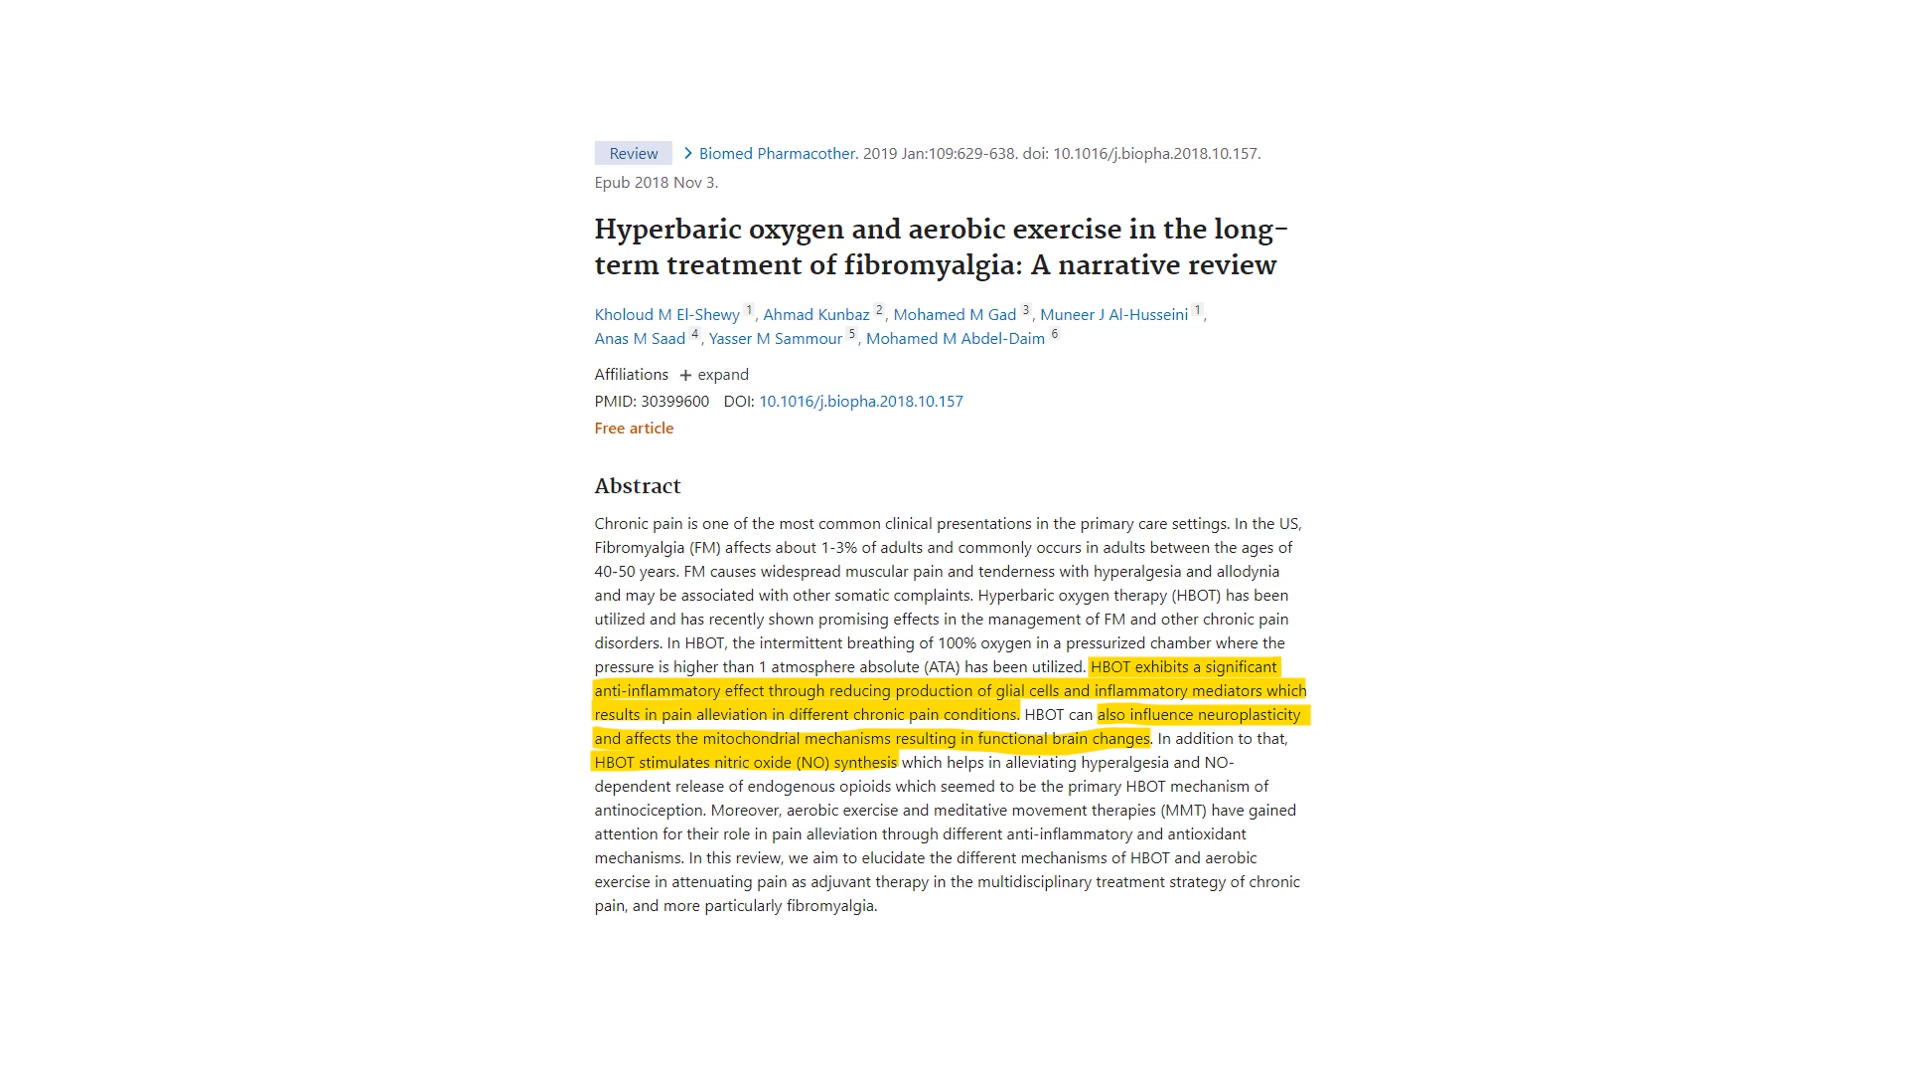 Review > Biomed Pharmacother. 2019 Jan:109:629-638. doi: 10.1016/j.biopha.2018.10.157.
Epub 2018 Nov 3.
Hyperbaric oxygen and aerobic exercise in the long-
term treatment of fibromyalgia: A narrative review
Kholoud M El-Shewy 1, Ahmad Kunbaz 2, Mohamed M Gad 3, Muneer J Al-Husseini 1,
Anas M Saad 4, Yasser M Sammour 5, Mohamed M Abdel-Daim 6
Affiliations + expand
PMID: 30399600 DOI: 10.1016/j.biopha.2018.10.157
Free article
Abstract
Chronic pain is one of the most common clinical presentations in the primary care settings. In the US,
Fibromyalgia (FM) affects about 1-3% of adults and commonly occurs in adults between the ages of
40-50 years. FM causes widespread muscular pain and tenderness with hyperalgesia and allodynia
and may be associated with other somatic complaints. Hyperbaric oxygen therapy (HBOT) has been
utilized and has recently shown promising effects in the management of FM and other chronic pain
disorders. In HBOT, the intermittent breathing of 100% oxygen in a pressurized chamber where the
pressure is higher than 1 atmosphere absolute (ATA) has been utilized. HBOT exhibits a significant
anti-inflammatory effect through reducing production of glial cells and inflammatory mediators which
results in pain alleviation in different chronic pain conditions. HBOT can also influence neuroplasticity
and affects the mitochondrial mechanisms resulting in functional brain changes. In addition to that,
HBOT stimulates nitric oxide (NO) synthesis which helps in alleviating hyperalgesia and NO-
dependent release of endogenous opioids which seemed to be the primary HBOT mechanism of
antinociception. Moreover, aerobic exercise and meditative movement therapies (MMT) have gained
attention for their role in pain alleviation through different anti-inflammatory and antioxidant
mechanisms. In this review, we aim to elucidate the different mechanisms of HBOT and aerobic
exercise in attenuating pain as adjuvant therapy in the multidisciplinary treatment strategy of chronic
pain, and more particularly fibromyalgia.